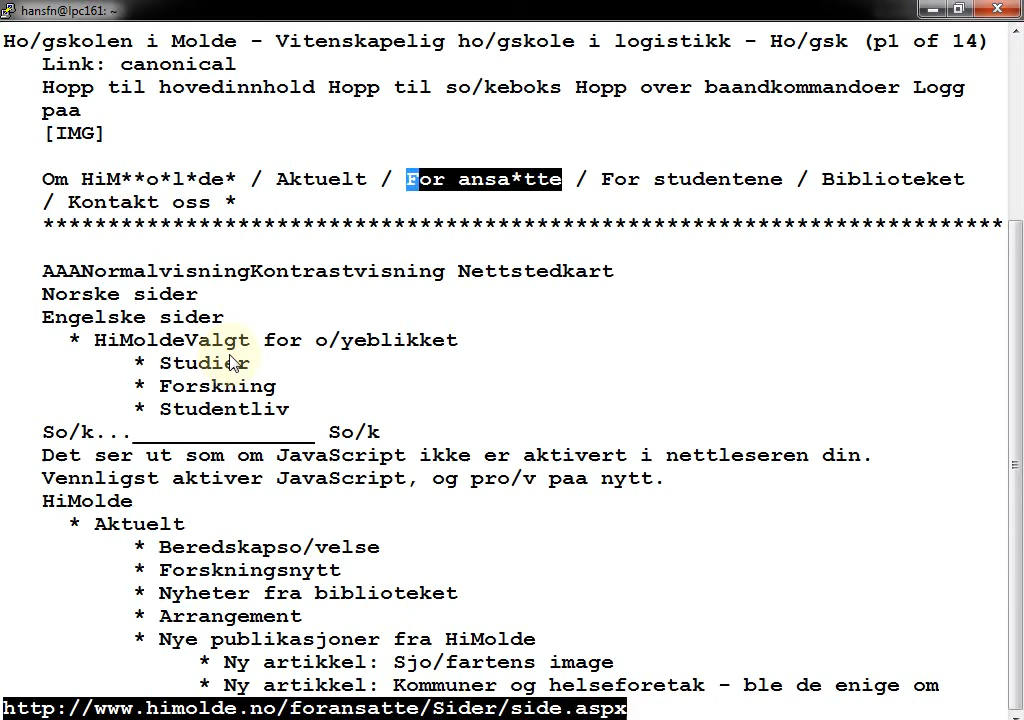 hansfn@lpc161: ~
Ho/gskolen i Molde - Vitenskapelig ho/gskole i logistikk - Ho/gsk (p1 of 14)
Link: canonical
Hopp til hovedinnhold Hopp til so/keboks Hopp over baandkommandoer Logg
paa
[IMG]
Om HiM**o*l*de* / Aktuelt / For ansa*tte / For studentene / Biblioteket
/ Kontakt oss *
**************************************************************************
AAANormalvisningKontrastvisning Nettstedkart
Norske sider
Engelske sider
* HiMoldeValgt for o/yeblikket
* Studier
* Forskning
* Studentliv
So/k...______________ So/k
Det ser ut som om JavaScript ikke er aktivert i nettleseren din.
Vennligst aktiver JavaScript, og pro/v paa nytt.
HiMolde
* Aktuelt
* Beredskapso/velse
* Forskningsnytt
* Nyheter fra biblioteket
* Arrangement
* Nye publikasjoner fra HiMolde
* Ny artikkel: Sjo/fartens image
* Ny artikkel: Kommuner og helseforetak - ble de enige om
http://www.himolde.no/foransatte/Sider/side.aspx